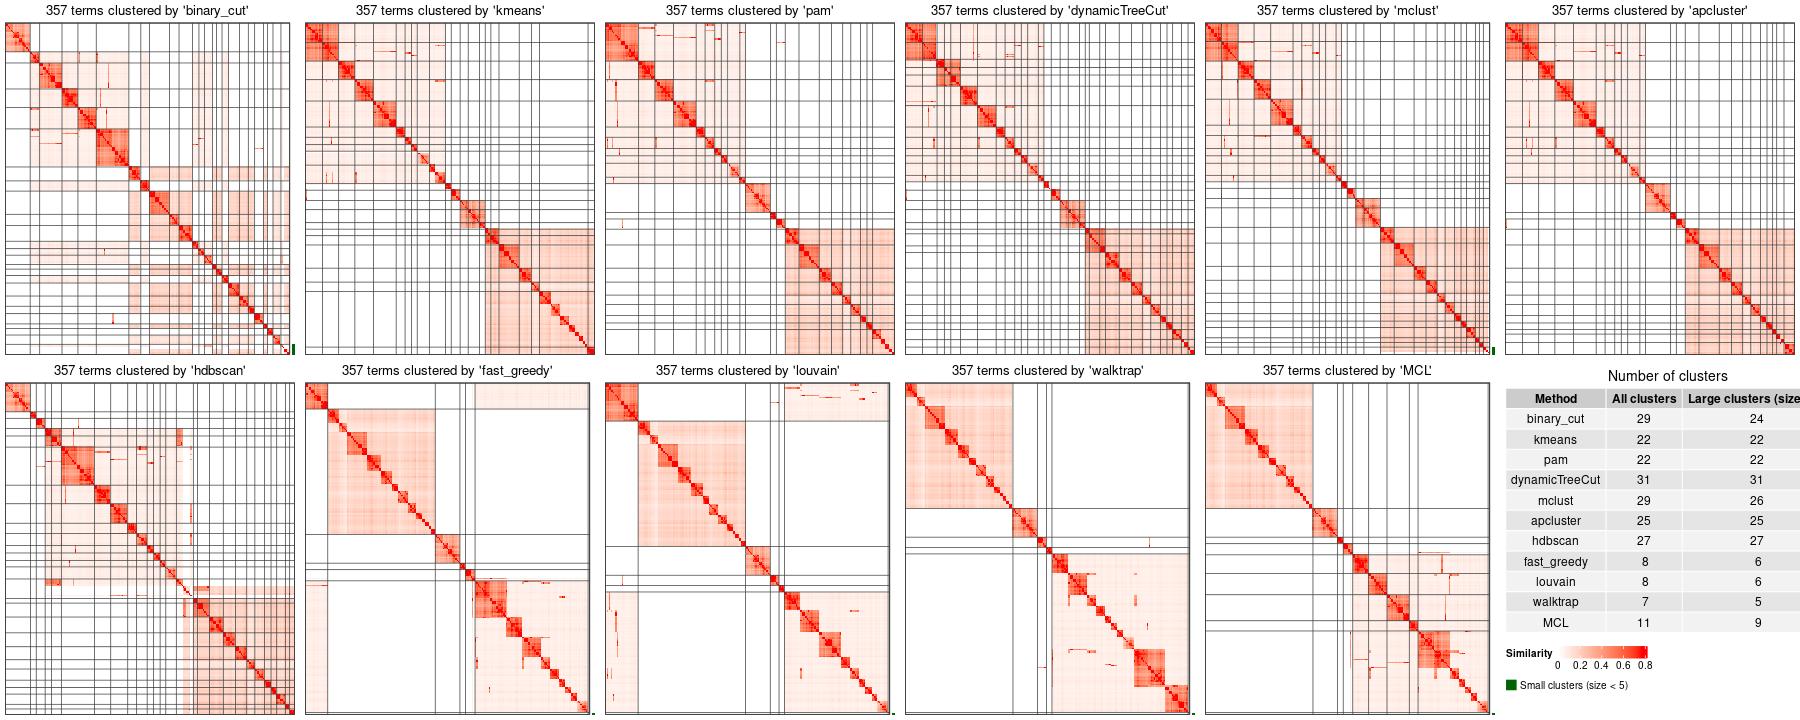 357 terms clustered by 'binary_cut'
357 terms clustered by 'kmeans'
357 terms clustered by 'pam'
357 terms clustered by 'dynamicTreeCut'
357 terms clustered by 'mclust'
357 terms clustered by 'apcluster'
357 terms clustered by 'hdbscan'
357 terms clustered by 'fast_greedy'
357 terms clustered by 'louvain'
357 terms clustered by 'walktrap'
357 terms clustered by 'MCL'
Number of clusters
Method All clusters Large clusters (size
binary_cut 29 24
kmeans 22 22
pam 22 22
dynamicTreeCut 31 31
mclust 29 26
apcluster 25 25
hdbscan 27 27
fast_greedy 8 6
louvain 8 6
walktrap 7 5
MCL 11 9
Similarity
0 0.2 0.4 0.6 0.8
Small clusters (size < 5)